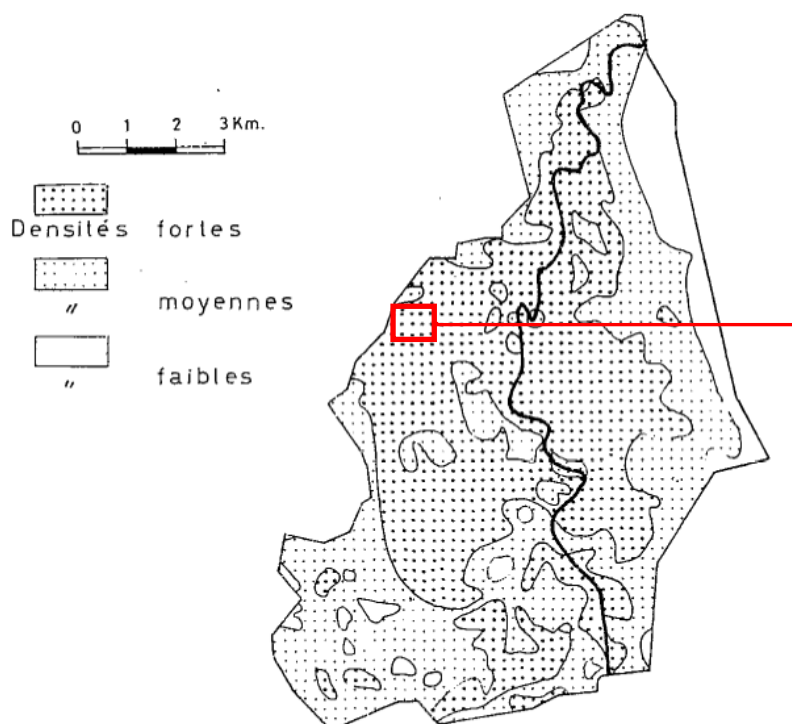 0 1 2 3 Km.
Densités fortes
〃 moyennes
〃 faibles